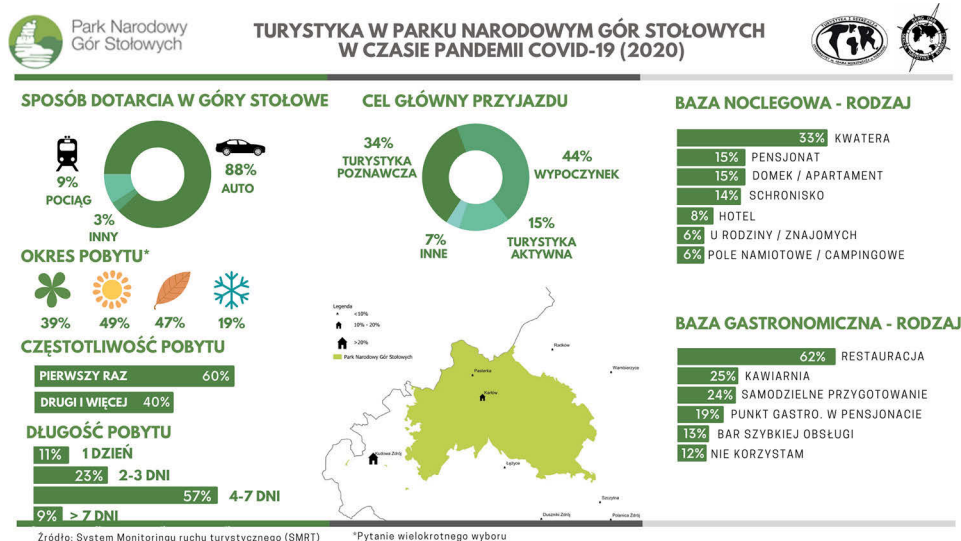 Park Narodowy
Gór Stołowych
TURYSTYKA W PARKU NARODOWYM GÓR STOŁOWYCH
W CZASIE PANDEMII COVID-19 (2020)
SPOSÓB DOTARCIA W GÓRY STOŁOWE
9%
POCIĄG
88%
AUTO
3%
INNY
OKRES POBYTU*
39%
49%
47%
19%
CZĘSTOTLIWOŚĆ POBYTU
PIERWSZY RAZ 60%
DRUGI I WIĘCEJ 40%
DŁUGOŚĆ POBYTU
11% 1 DZIEŃ
23% 2-3 DNI
57% 4-7 DNI
9% > 7 DNI
Źródło: System Monitoringu ruchu turystycznego (SMRT)
CEL GŁÓWNY PRZYJAZDU
34%
TURYSTYKA
POZNAWCZA
44%
WYPOCZYNEK
15%
TURYSTYKA
AKTYWNA
7%
INNE
Legenda
<10%
10% - 20%
>20%
Park Narodowy Gór Stołowych
Radków
Wambierzyce
Pasterka
Karłów
Kudowa Zdrój
Łężyce
Szczytna
Duszniki Zdrój
Polanica Zdrój
*Pytanie wielokrotnego wyboru
TiR
BAZA NOCLEGOWA - RODZAJ
33% KWATERA
15% PENSJONAT
15% DOMEK / APARTAMENT
14% SCHRONISKO
8% HOTEL
6% U RODZINY / ZNAJOMYCH
6% POLE NAMIOTOWE / CAMPINGOWE
BAZA GASTRONOMICZNA - RODZAJ
62% RESTAURACJA
25% KAWIARNIA
24% SAMODZIELNE PRZYGOTOWANIE
19% PUNKT GASTRO. W PENSJONACIE
13% BAR SZYBKIEJ OBSŁUGI
12% NIE KORZYSTAM